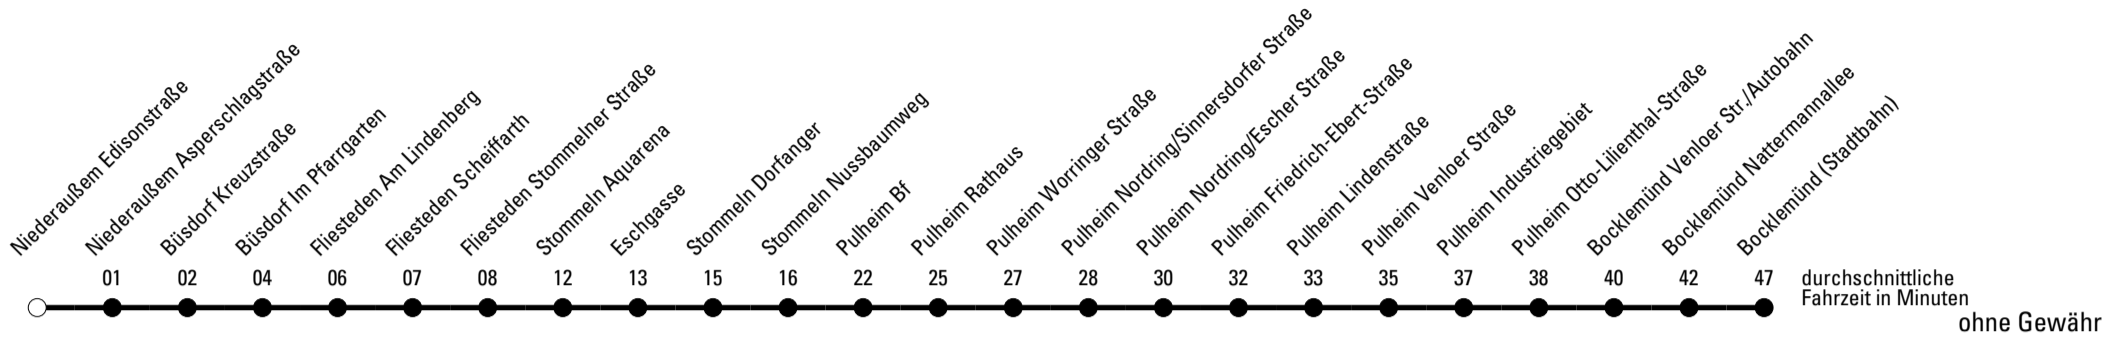 Niederaußem Edisonstraße
Niederaußem Asperschlagstraße
Büsdorf Kreuzstraße
Büsdorf Im Pfarrgarten
Fliesteden Am Lindenberg
Fliesteden Scheiffarth
Fliesteden Stommelner Straße
Stommeln Aquarena
Eschgasse
Stommeln Dorfanger
Stommeln Nussbaumweg
Pulheim Bf
Pulheim Rathaus
Pulheim Worringer Straße
Pulheim Nordring/Sinnersdorfer Straße
Pulheim Nordring/Escher Straße
Pulheim Friedrich-Ebert-Straße
Pulheim Lindenstraße
Pulheim Venloer Straße
Pulheim Industriegebiet
Pulheim Otto-Lilienthal-Straße
Bocklemünd Venloer Str./Autobahn
Bocklemünd Nattermannallee
Bocklemünd (Stadtbahn)
01 02 04 06 07 08 12 13 15 16 22 25 27 28 30 32 33 35 37 38 40 42 47
durchschnittliche
Fahrzeit in Minuten
ohne Gewähr